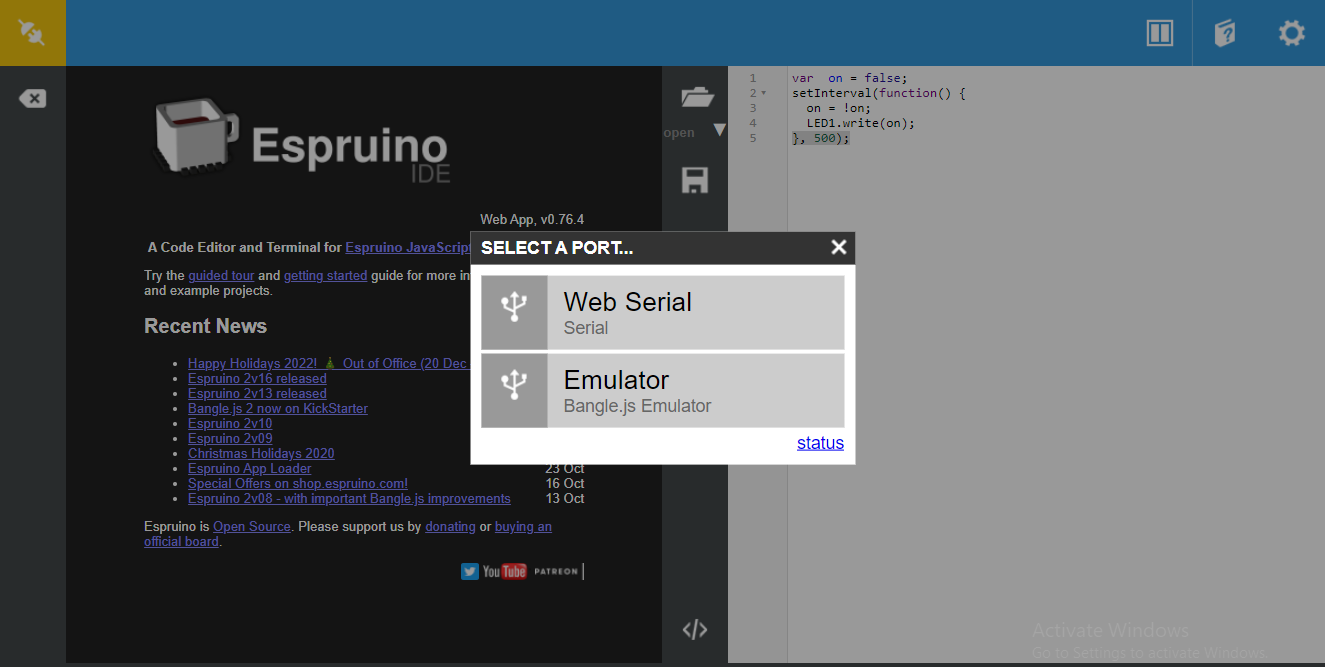 Espruino
IDE
Web App, v0.76.4
A Code Editor and Terminal for Espruino JavaScript
Try the guided tour and getting started guide for more in
and example projects.
Recent News
Happy Holidays 2022! 🎄 Out of Office (20 Dec
Espruino 2v16 released
Espruino 2v13 released
Bangle.js 2 now on KickStarter
Espruino 2v10
Espruino 2v09
Christmas Holidays 2020
Espruino App Loader 23 Oct
Special Offers on shop.espruino.com! 16 Oct
Espruino 2v08 - with important Bangle.js improvements 13 Oct
Espruino is Open Source. Please support us by donating or buying an
official board.
YouTube PATREON
open
SELECT A PORT...
Web Serial
Serial
Emulator
Bangle.js Emulator
status
1 var on = false;
2 setInterval(function() {
3 on = !on;
4 LED1.write(on);
5 }, 500);
Activate Windows
Go to Settings to activate Windows.